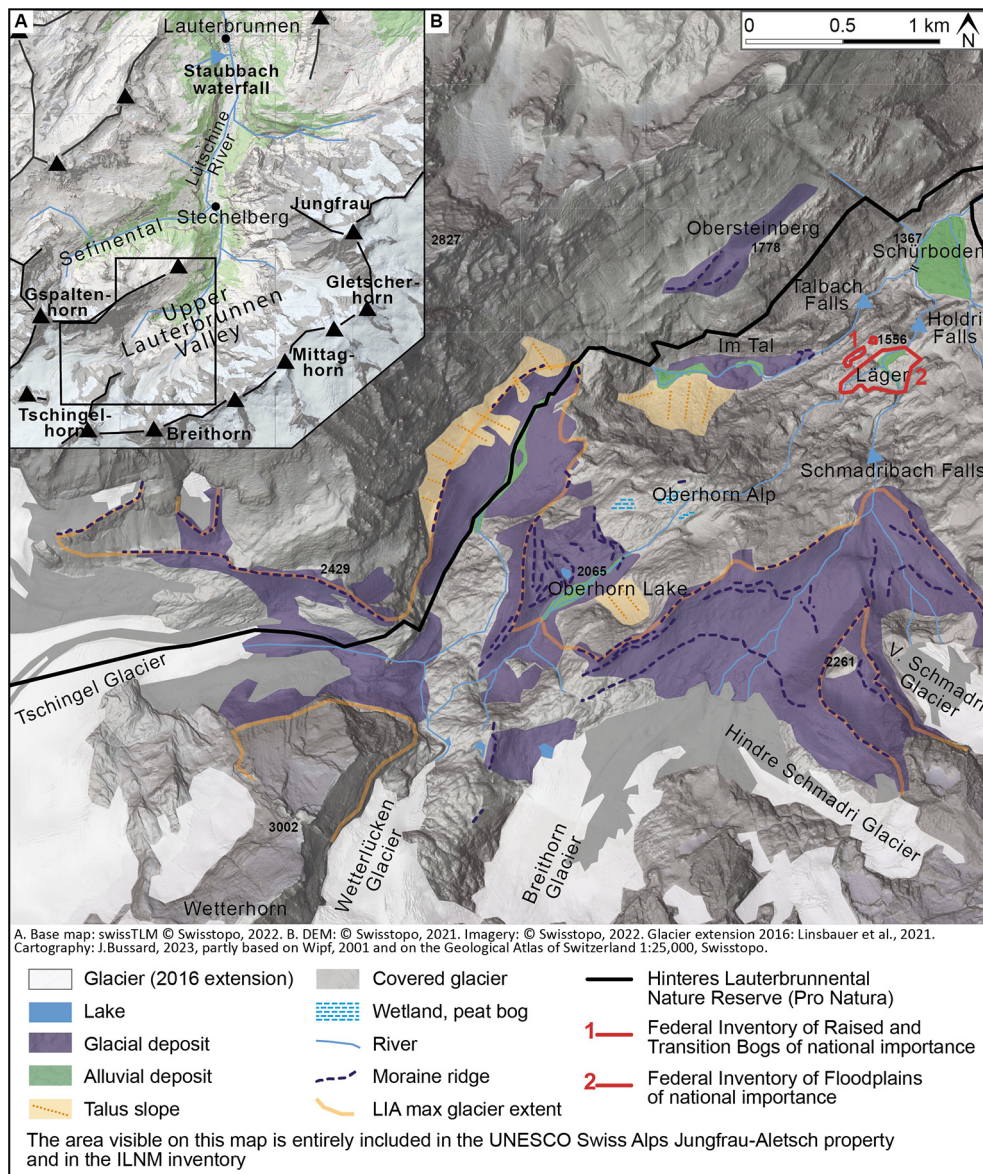 A
Lauterbrunnen
Staubbach
waterfall
Lütschine
River
Stechelberg
Jungfrau
Sefinental
Gspalten-
horn
Upper
Lauterbrunnen
Valley
Gletscher-
horn
Mittag-
horn
Tschingel-
horn
Breithorn
B
0 0.5 1 km
N
2827
Obersteinberg
1778
1367
Schürboden
Talbach
Falls
Holdri
Falls
Im Tal
1
1556
Läger
2
Schmadribach Falls
Oberhorn Alp
2429
2065
Oberhorn Lake
2261
V. Schmadri
Glacier
Tschingel Glacier
Hindre Schmadri Glacier
3002
Wetterlücken
Glacier
Breithorn
Glacier
Wetterhorn
A. Base map: swissTLM © Swisstopo, 2022. B. DEM: © Swisstopo, 2021. Imagery: © Swisstopo, 2022. Glacier extension 2016: Linsbauer et al., 2021.
Cartography: J.Bussard, 2023, partly based on Wipf, 2001 and on the Geological Atlas of Switzerland 1:25,000, Swisstopo.
Glacier (2016 extension)
Lake
Glacial deposit
Alluvial deposit
Talus slope
Covered glacier
Wetland, peat bog
River
Moraine ridge
LIA max glacier extent
Hinteres Lauterbrunnental
Nature Reserve (Pro Natura)
1
Federal Inventory of Raised and
Transition Bogs of national importance
2
Federal Inventory of Floodplains
of national importance
The area visible on this map is entirely included in the UNESCO Swiss Alps Jungfrau-Aletsch property
and in the ILNM inventory